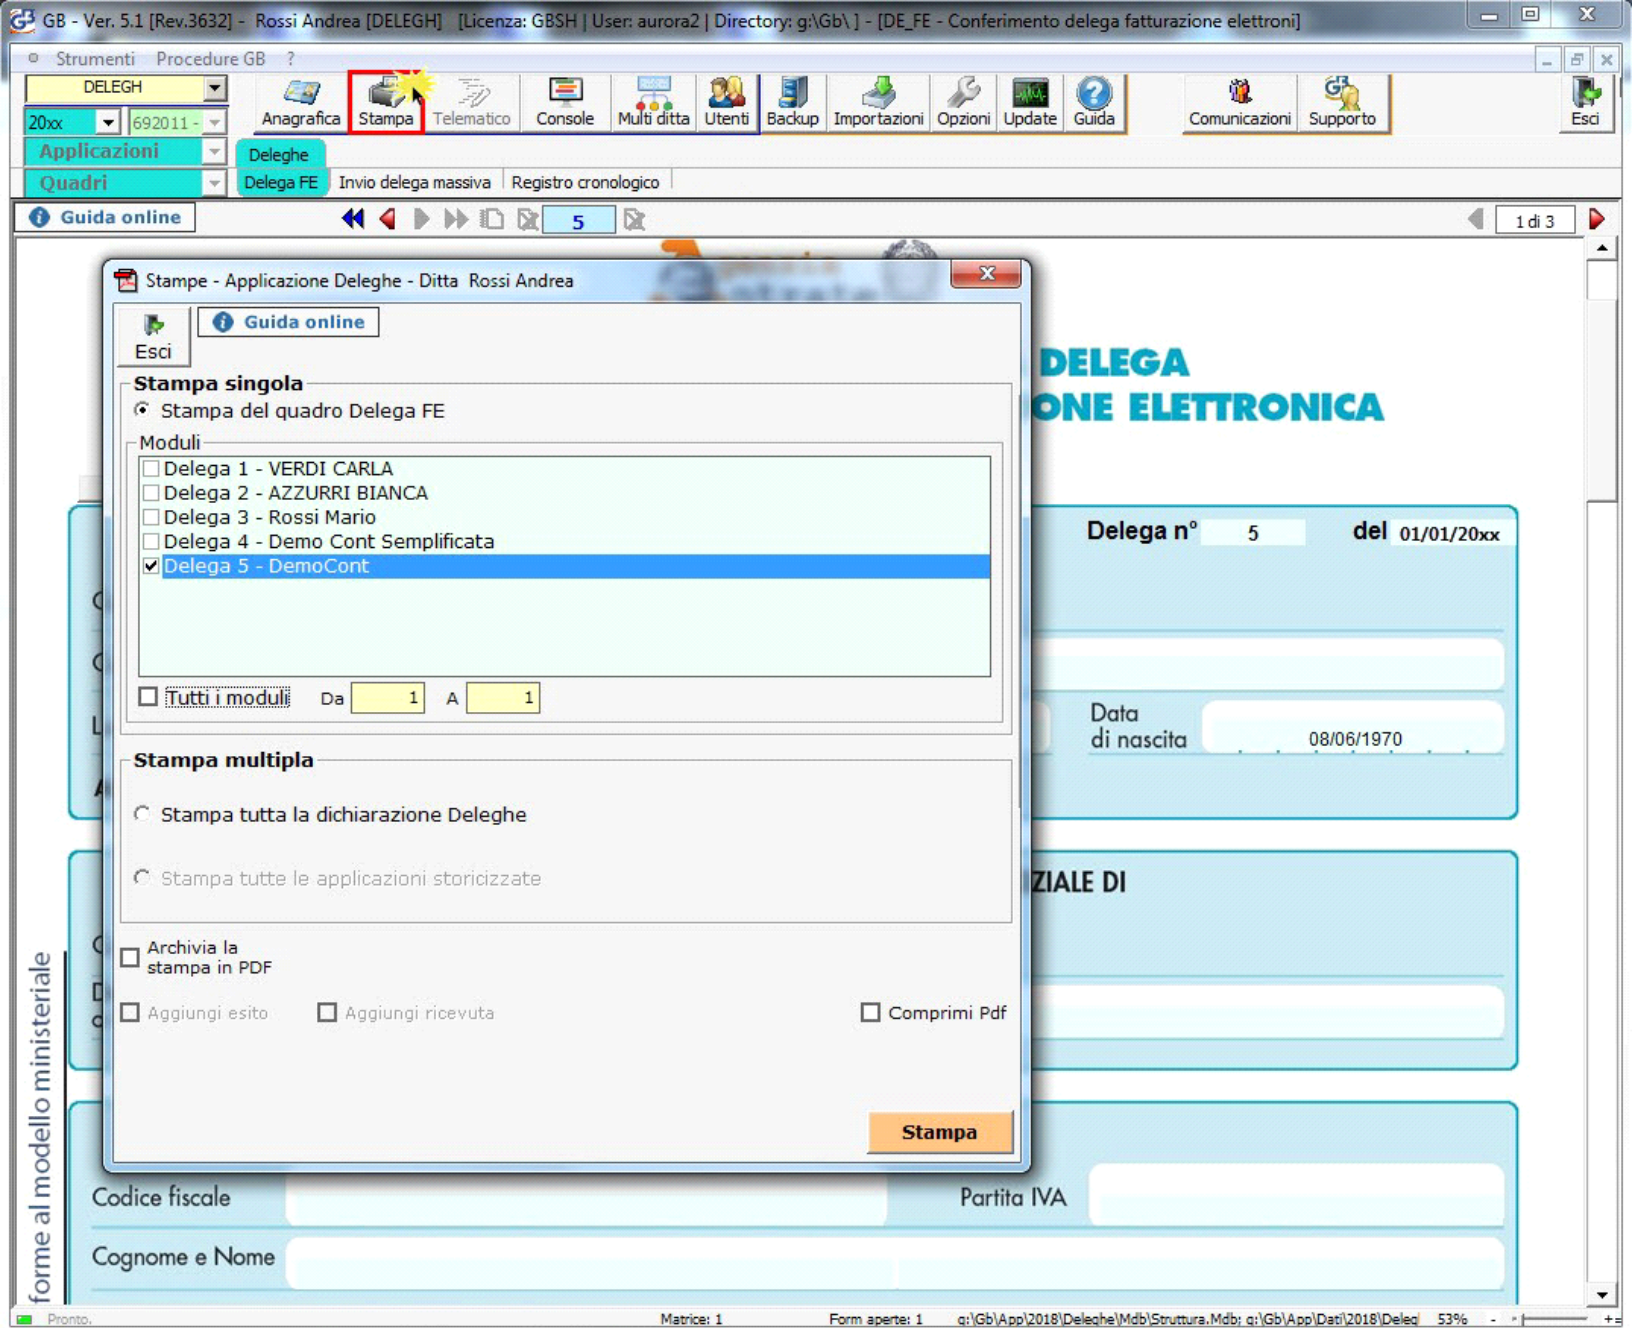 GB - Ver. 5.1 [Rev.3632] - Rossi Andrea [DELEGH] [Licenza: GBSH | User: aurora2 | Directory: g:\Gb\ ] - [DE_FE - Conferimento delega fatturazione elettroni]
Strumenti Procedure GB ?
DELEGH
20xx 692011 -
Anagrafica Stampa Telematico Console Multi ditta Utenti Backup Importazioni Opzioni Update Guida Comunicazioni Supporto Esci
Applicazioni Deleghe
Quadri Delega FE Invio delega massiva Registro cronologico
Guida online 5 1 di 3
Stampe - Applicazione Deleghe - Ditta Rossi Andrea
Esci Guida online
Stampa singola
Stampa del quadro Delega FE
Moduli
Delega 1 - VERDI CARLA
Delega 2 - AZZURRI BIANCA
Delega 3 - Rossi Mario
Delega 4 - Demo Cont Semplificata
Delega 5 - DemoCont
Tutti i moduli Da 1 A 1
Stampa multipla
Stampa tutta la dichiarazione Deleghe
Stampa tutte le applicazioni storicizzate
Archivia la
stampa in PDF
Aggiungi esito Aggiungi ricevuta Comprimi Pdf
Stampa
DELEGA
ONE ELETTRONICA
Delega n° 5 del 01/01/20xx
Data
di nascita 08/06/1970
ZIALE DI
forme al modello ministeriale
Codice fiscale Partita IVA
Cognome e Nome
Pronto. Matrice: 1 Form aperte: 1 g:\Gb\App\2018\Deleghe\Mdb\Struttura.Mdb; g:\Gb\App\Dati\2018\Deleg 53% - +